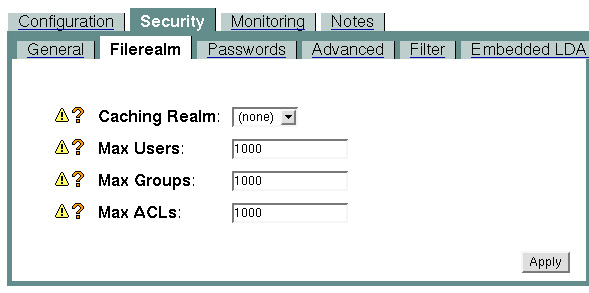 Configuration Security Monitoring Notes
General Filerealm Passwords Advanced Filter Embedded LDA
Caching Realm: (none)
Max Users: 1000
Max Groups: 1000
Max ACLs: 1000
Apply